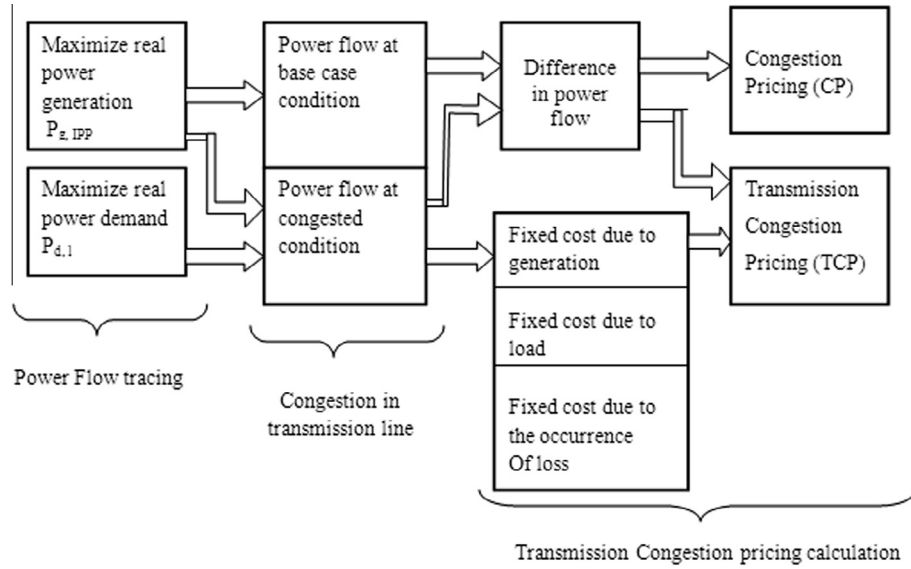 Maximize real
power
generation
P g, IPP
Maximize real
power demand
P d, 1
Power flow at
base case
condition
Power flow at
congested
condition
Difference
in power
flow
Congestion
Pricing (CP)
Transmission
Congestion
Pricing (TCP)
Fixed cost due to
generation
Fixed cost due to
load
Fixed cost due to
the occurrence
Of loss
Power Flow tracing
Congestion in
transmission line
Transmission Congestion pricing calculation